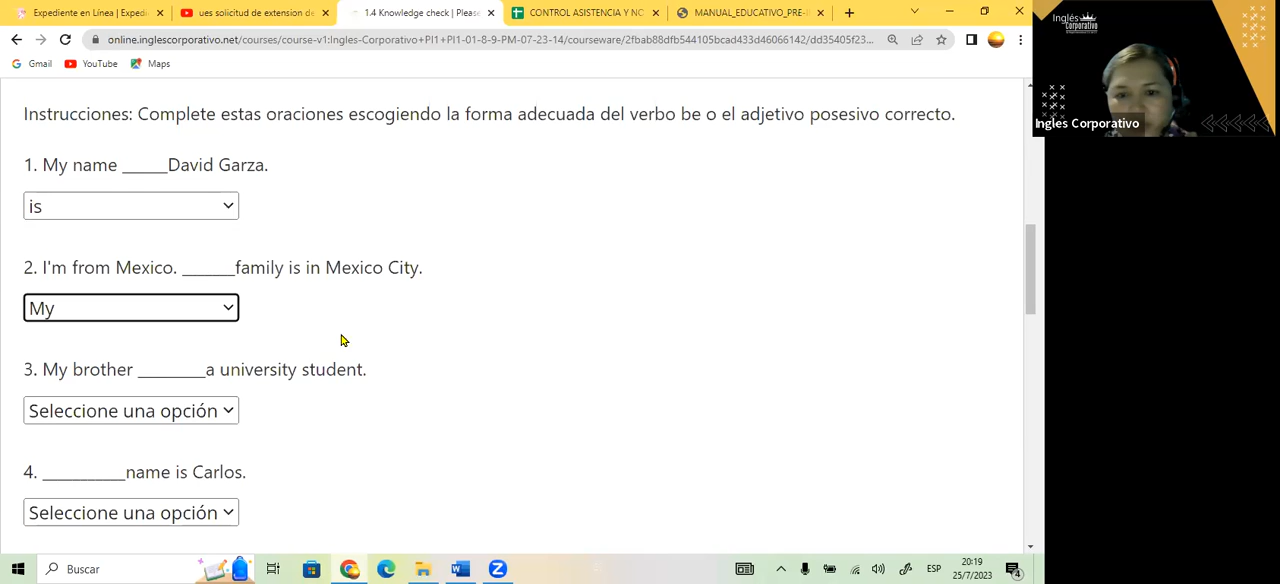 Expediente en Línea | Expedi
ues solicitud de extension de
1.4 Knowledge check | Please
CONTROL ASISTENCIA Y NO
MANUAL_EDUCATIVO_PRE-I
online.inglescorporativo.net/courses/course-v1:Ingles-Corporativo+PI1+PI1-01-8-9-PM-07-23-14/courseware/2fbab88dfb544105bcad433d46066142/dd35405f23...
Gmail
YouTube
Maps
Instrucciones: Complete estas oraciones escogiendo la forma adecuada del verbo be o el adjetivo posesivo correcto.
1. My name _____David Garza.
is
2. I'm from Mexico. ______family is in Mexico City.
My
3. My brother ________a university student.
Seleccione una opción
4. __________name is Carlos.
Seleccione una opción
Inglés
Corporativo
Ingles Corporativo
Buscar
ESP
20:19
25/7/2023
4